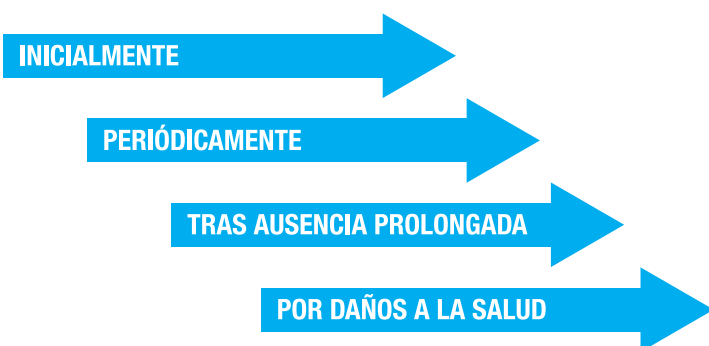 INICIALMENTE
PERIÓDICAMENTE
TRAS AUSENCIA PROLONGADA
POR DAÑOS A LA SALUD